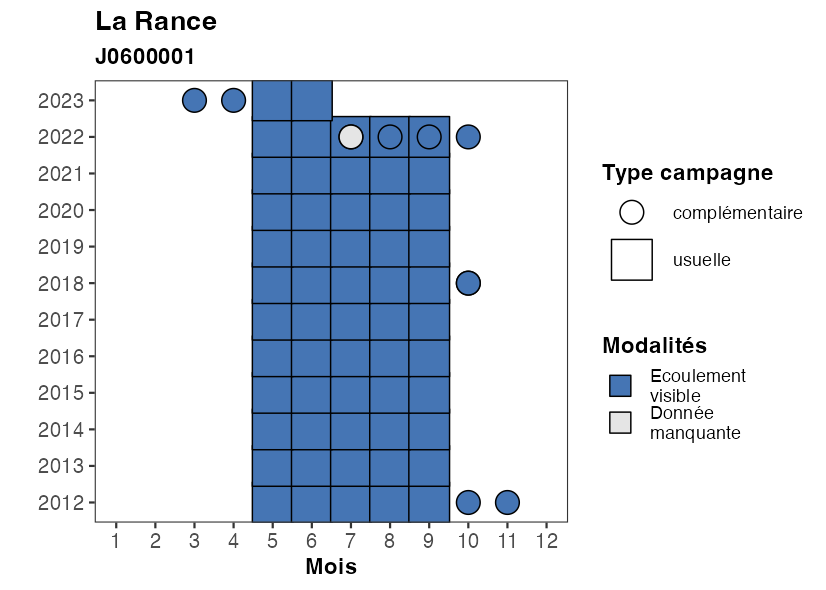 La Rance
J0600001
2023
2022
2021
2020
2019
2018
2017
2016
2015
2014
2013
2012
1 2 3 4 5 6 7 8 9 10 11 12
Mois
Type campagne
complémentaire
usuelle
Modalités
Ecoulement
visible
Donnée
manquante